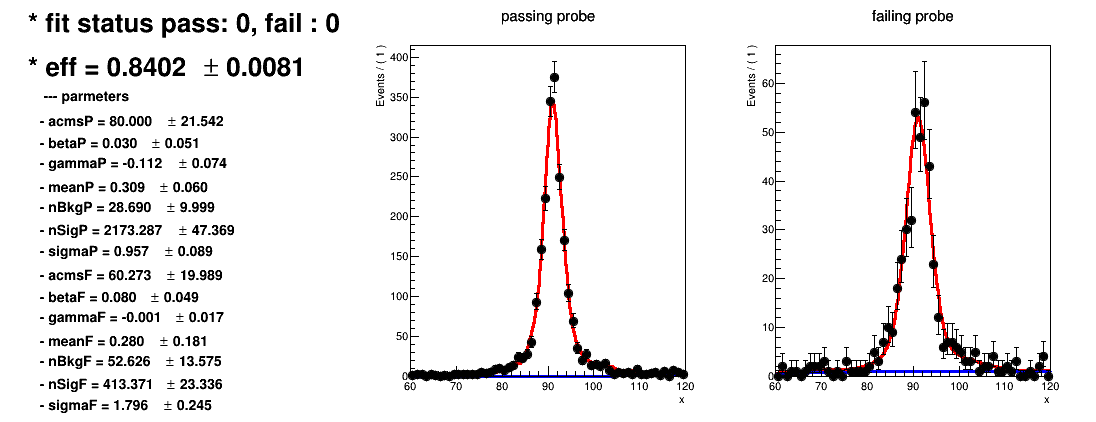 * fit status pass: 0, fail : 0
* eff = 0.8402 ± 0.0081
--- parmeters
- acmsP = 80.000 ± 21.542
- betaP = 0.030 ± 0.051
- gammaP = -0.112 ± 0.074
- meanP = 0.309 ± 0.060
- nBkgP = 28.690 ± 9.999
- nSigP = 2173.287 ± 47.369
- sigmaP = 0.957 ± 0.089
- acmsF = 60.273 ± 19.989
- betaF = 0.080 ± 0.049
- gammaF = -0.001 ± 0.017
- meanF = 0.280 ± 0.181
- nBkgF = 52.626 ± 13.575
- nSigF = 413.371 ± 23.336
- sigmaF = 1.796 ± 0.245
passing probe
Events / ( 1 )
400
350
300
250
200
150
100
50
0
60 70 80 90 100 110 120
x
failing probe
Events / ( 1 )
60
50
40
30
20
10
0
60 70 80 90 100 110 120
x